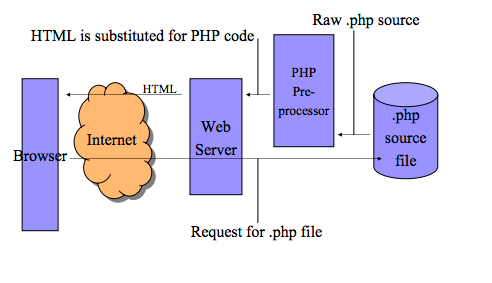 Raw .php source
HTML is substituted for PHP code
PHP
Pre-
processor
HTML
.php
source
file
Web
Server
Internet
Browser
Request for .php file